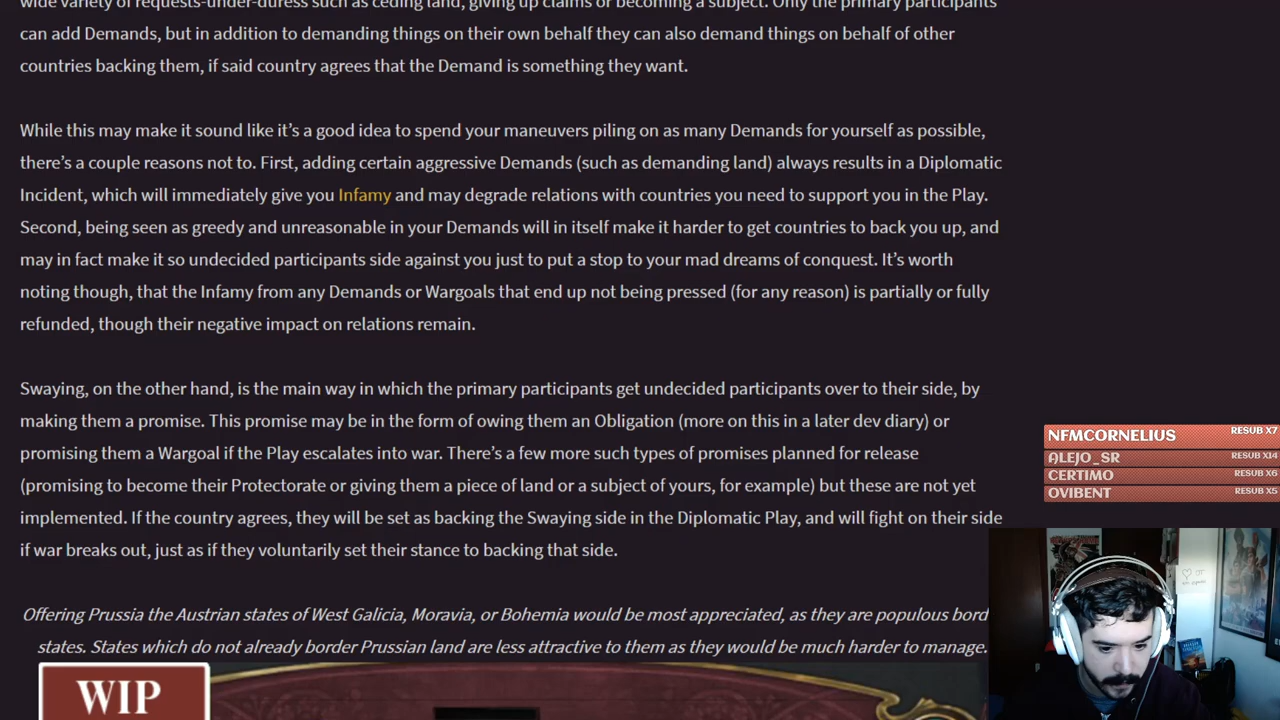 wide variety of requests-under-duress such as ceding land, giving up claims or becoming a subject. Only the primary participants
can add Demands, but in addition to demanding things on their own behalf they can also demand things on behalf of other
countries backing them, if said country agrees that the Demand is something they want.
While this may make it sound like it's a good idea to spend your maneuvers piling on as many Demands for yourself as possible,
there's a couple reasons not to. First, adding certain aggressive Demands (such as demanding land) always results in a Diplomatic
Incident, which will immediately give you Infamy and may degrade relations with countries you need to support you in the Play.
Second, being seen as greedy and unreasonable in your Demands will in itself make it harder to get countries to back you up, and
may in fact make it so undecided participants side against you just to put a stop to your mad dreams of conquest. It's worth
noting though, that the Infamy from any Demands or Wargoals that end up not being pressed (for any reason) is partially or fully
refunded, though their negative impact on relations remain.
Swaying, on the other hand, is the main way in which the primary participants get undecided participants over to their side, by
making them a promise. This promise may be in the form of owing them an Obligation (more on this in a later dev diary) or
promising them a Wargoal if the Play escalates into war. There's a few more such types of promises planned for release
(promising to become their Protectorate or giving them a piece of land or a subject of yours, for example) but these are not yet
implemented. If the country agrees, they will be set as backing the Swaying side in the Diplomatic Play, and will fight on their side
if war breaks out, just as if they voluntarily set their stance to backing that side.
Offering Prussia the Austrian states of West Galicia, Moravia, or Bohemia would be most appreciated, as they are populous bord
states. States which do not already border Prussian land are less attractive to them as they would be much harder to manage.
WIP
NFMCORNELIUS RESUB X7
ALEJO_SR RESUB X14
CERTIMO RESUB X6
OVIBENT RESUB X5